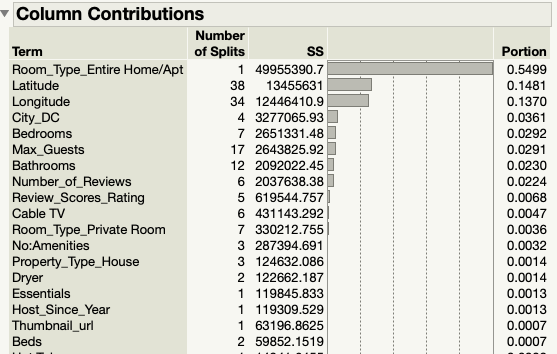 Column Contributions
Number
Term of Splits SS Portion
Room_Type_Entire Home/Apt 1 49955390.7 0.5499
Latitude 38 13455631 0.1481
Longitude 34 12446410.9 0.1370
City_DC 4 3277065.93 0.0361
Bedrooms 7 2651331.48 0.0292
Max_Guests 17 2643825.92 0.0291
Bathrooms 12 2092022.45 0.0230
Number_of_Reviews 6 2037638.38 0.0224
Review_Scores_Rating 5 619544.757 0.0068
Cable TV 6 431143.292 0.0047
Room_Type_Private Room 7 330212.755 0.0036
No:Amenities 3 287394.691 0.0032
Property_Type_House 3 124632.086 0.0014
Dryer 2 122662.187 0.0014
Essentials 1 119845.833 0.0013
Host_Since_Year 1 119309.529 0.0013
Thumbnail_url 1 63196.8625 0.0007
Beds 2 59852.1519 0.0007